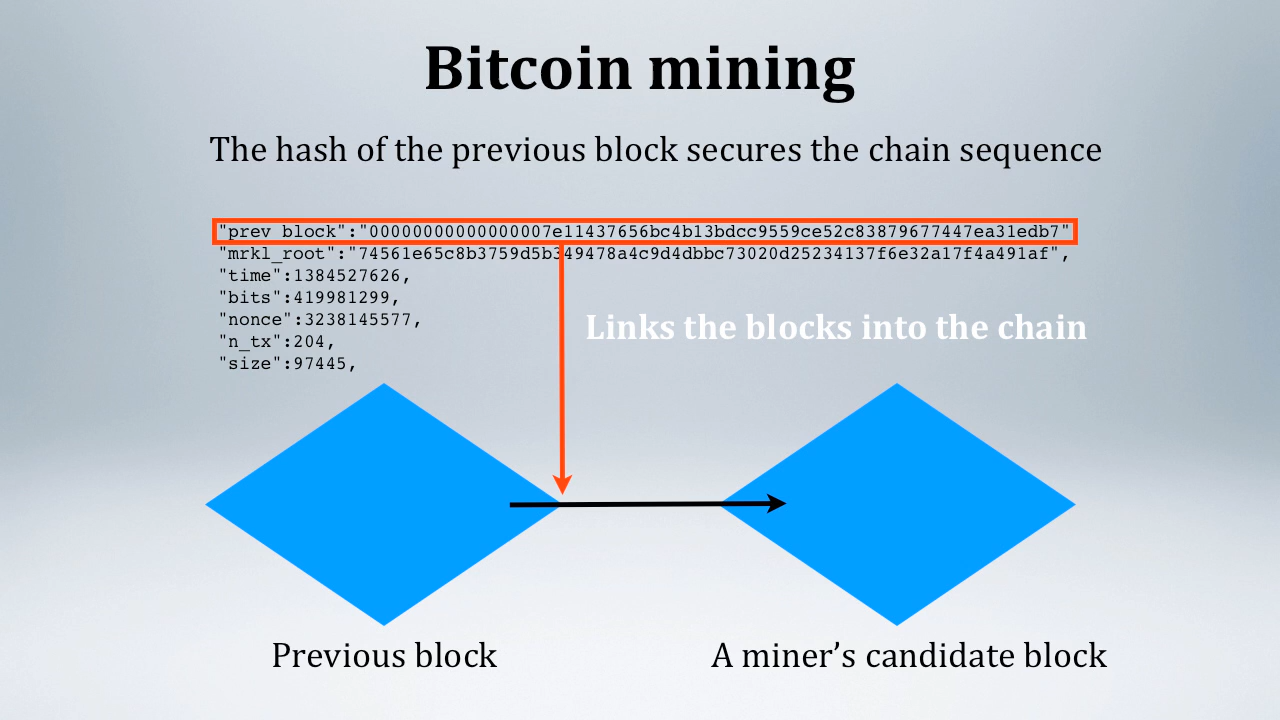 Bitcoin mining
The hash of the previous block secures the chain sequence
"prev_block":"00000000000000007e11437656bc4b13bdcc9559ce52c83879677447ea31edb7"
"mrkl_root":"74561e65c8b3759d5b349478a4c9d4dbbc73020d25234137f6e32a17f4a491af",
"time":1384527626,
"bits":419981299,
"nonce":3238145577,
"n_tx":204,
"size":97445,
Links the blocks into the chain
Previous block
A miner’s candidate block